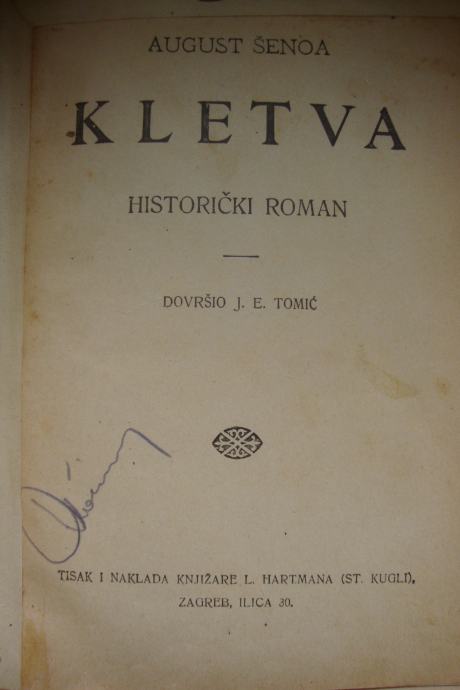 AUGUST ŠENOA
KLETVA
HISTORIČKI ROMAN
DOVRŠIO J. E. TOMIĆ
TISAK I NAKLADA KNJIŽARE L. HARTMANA (ST. KUGLI),
ZAGREB, ILICA 30.